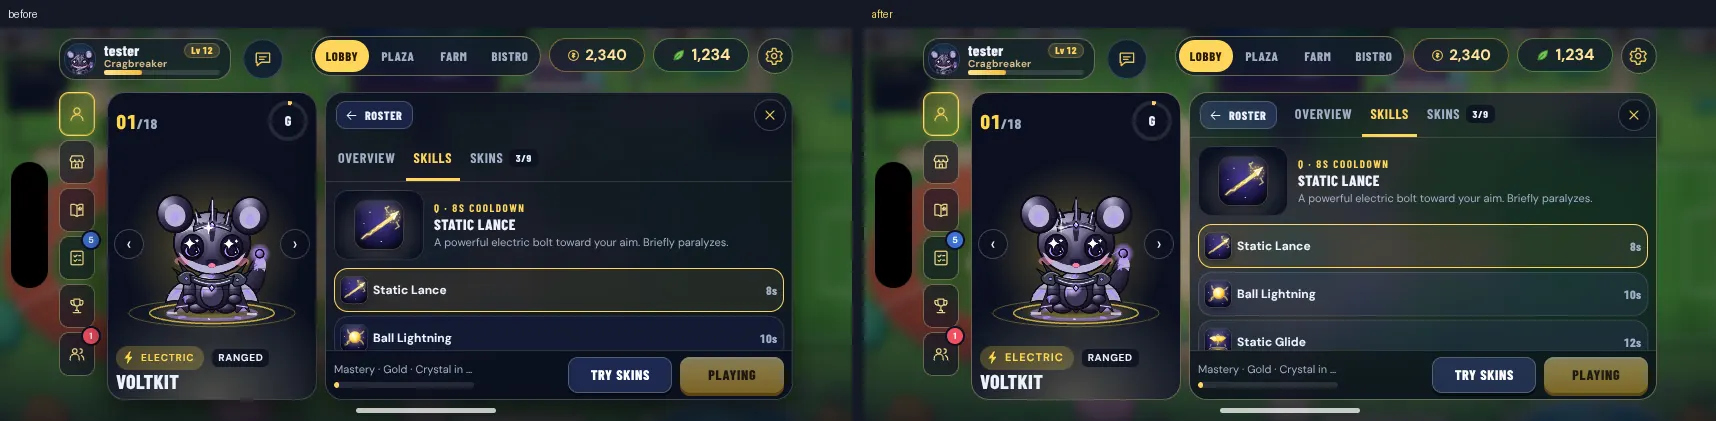 before
tester
Lv 12
Cragbreaker
LOBBY
PLAZA
FARM
BISTRO
2,340
1,234
01/18
G
← ROSTER
×
OVERVIEW
SKILLS
SKINS
3/9
Q · 8S COOLDOWN
STATIC LANCE
A powerful electric bolt toward your aim. Briefly paralyzes.
Static Lance
8s
Ball Lightning
10s
5
1
ELECTRIC
RANGED
VOLTKIT
Mastery · Gold · Crystal in ...
TRY SKINS
PLAYING
after
tester
Lv 12
Cragbreaker
LOBBY
PLAZA
FARM
BISTRO
2,340
1,234
01/18
G
← ROSTER
OVERVIEW
SKILLS
SKINS
3/9
×
Q · 8S COOLDOWN
STATIC LANCE
A powerful electric bolt toward your aim. Briefly paralyzes.
Static Lance
8s
Ball Lightning
10s
Static Glide
12s
5
1
ELECTRIC
RANGED
VOLTKIT
Mastery · Gold · Crystal in ...
TRY SKINS
PLAYING